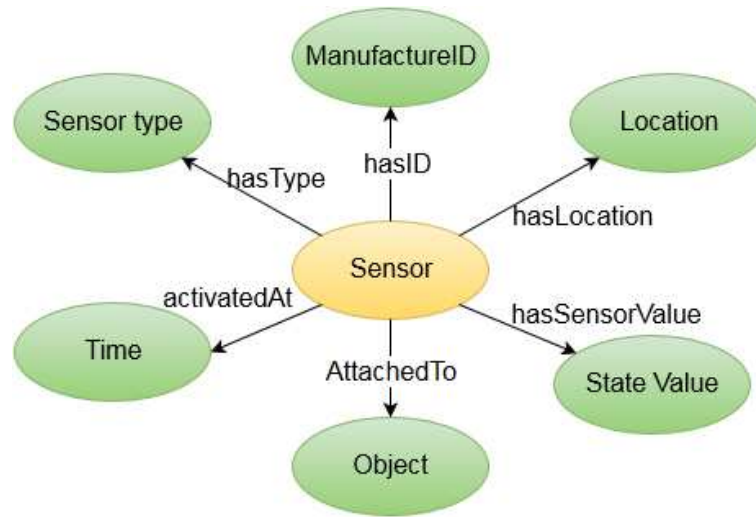 ManufactureID
Sensor type
Location
hasType
hasID
hasLocation
Sensor
activatedAt
hasSensorValue
Time
AttachedTo
State Value
Object